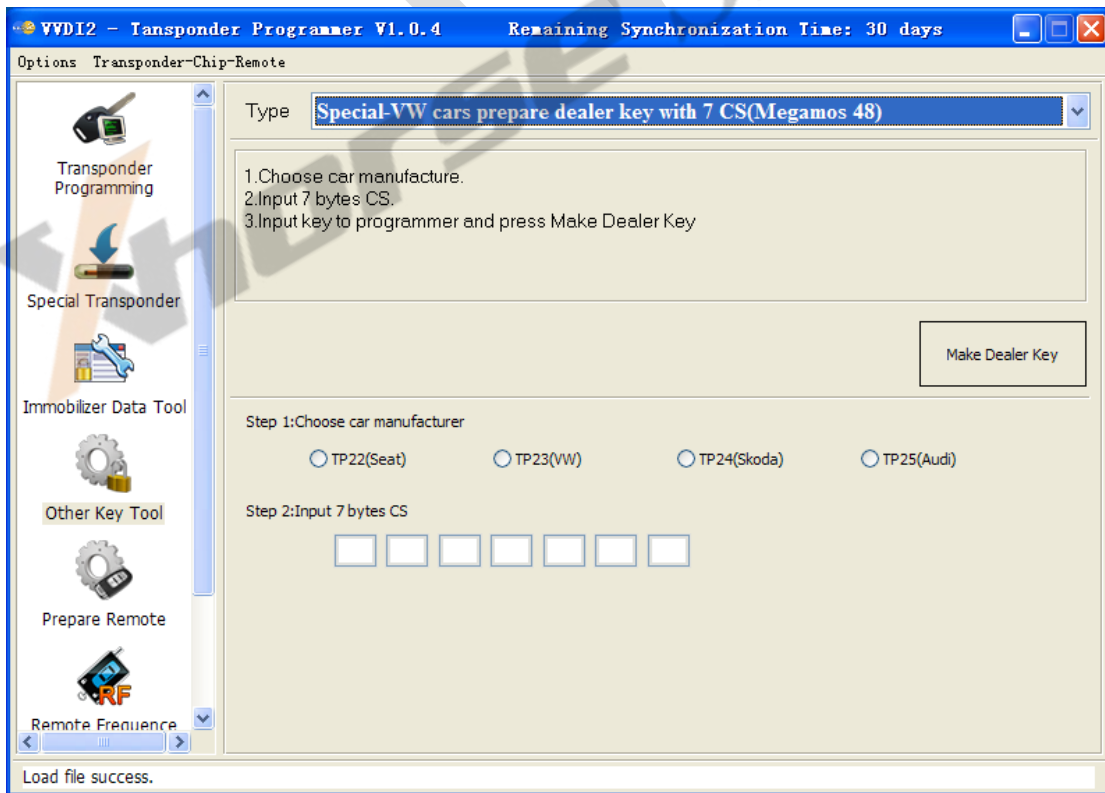 VVDI2 - Tansponder Programmer V1.0.4 Remaining Synchronization Time: 30 days
Options Transponder-Chip-Remote
Transponder
Programming
Special Transponder
Immobilizer Data Tool
Other Key Tool
Prepare Remote
RF
Remote Frequence
Type Special-VW cars prepare dealer key with 7 CS(Megamos 48)
1.Choose car manufacture.
2.Input 7 bytes CS.
3.Input key to programmer and press Make Dealer Key
Make Dealer Key
Step 1:Choose car manufacturer
TP22(Seat) TP23(VW) TP24(Skoda) TP25(Audi)
Step 2:Input 7 bytes CS
Load file success.
Xhorse